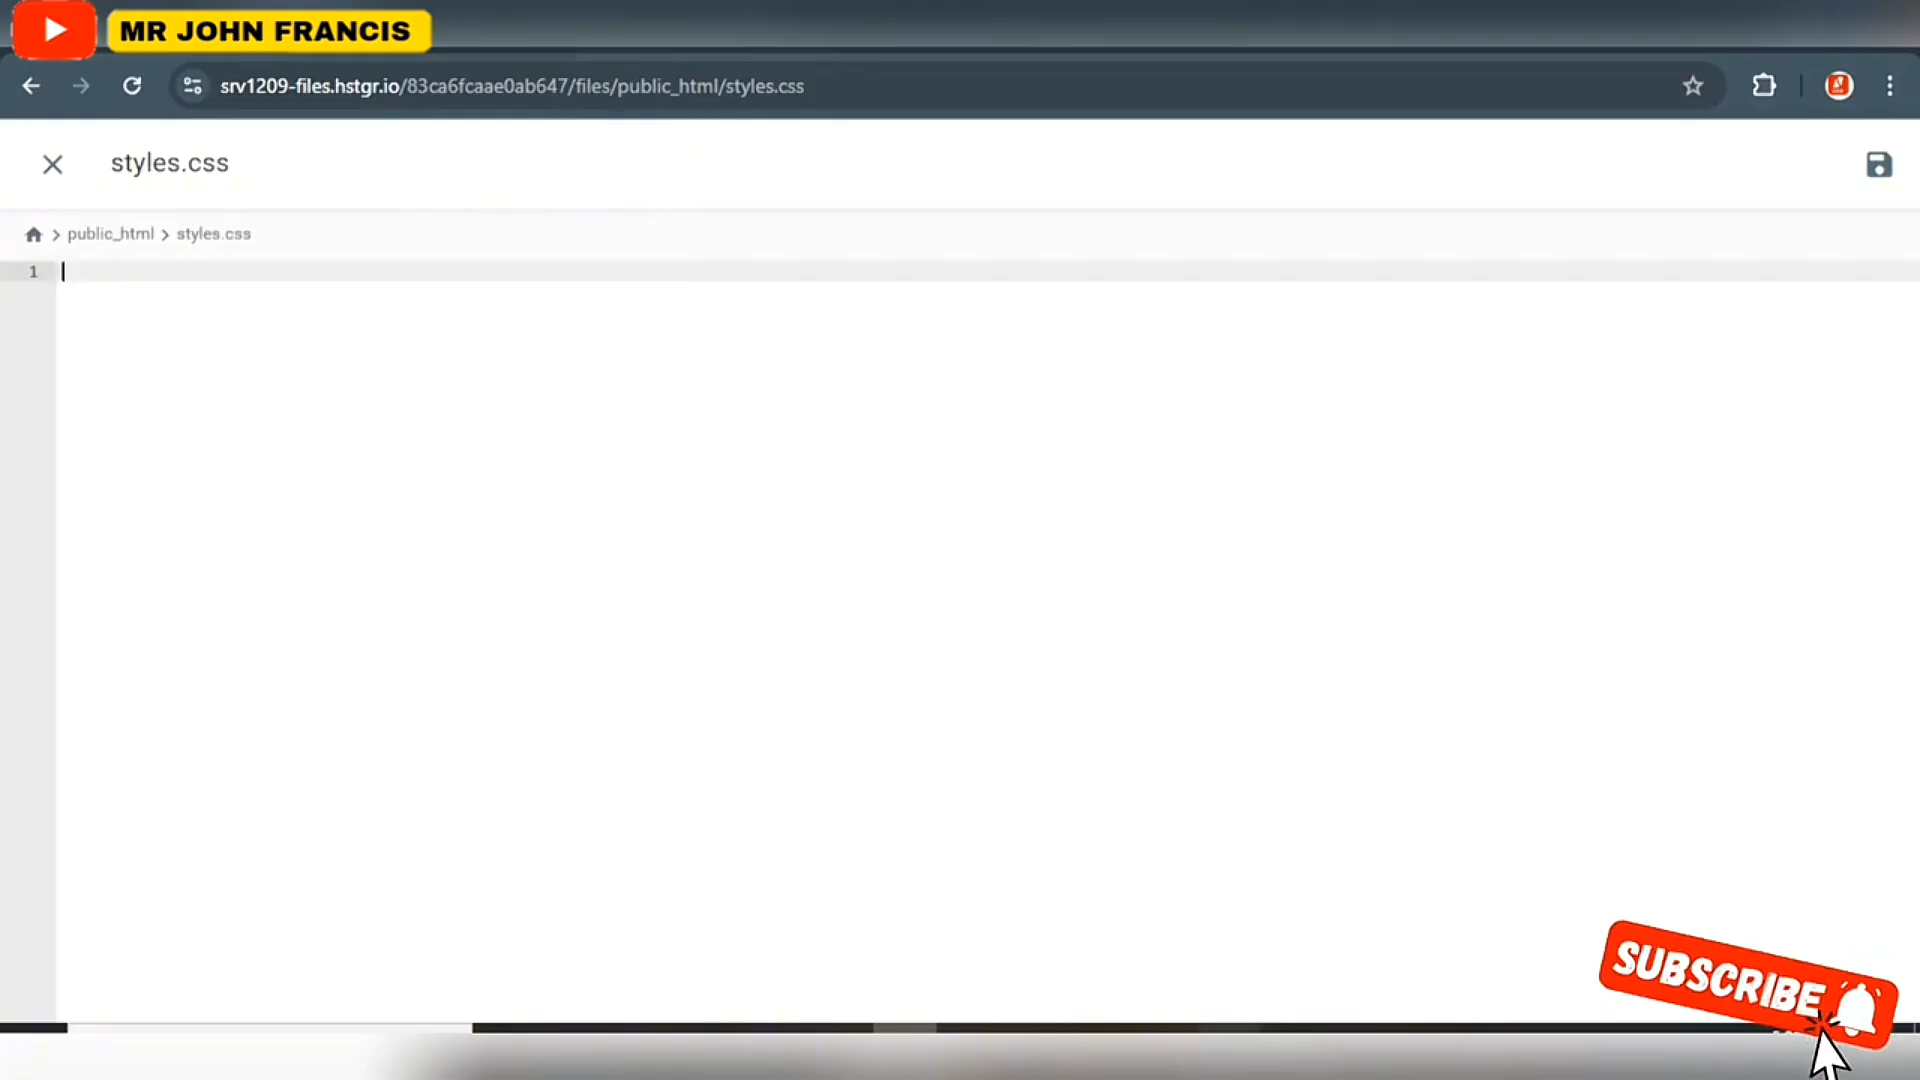 MR JOHN FRANCIS
srv1209-files.hstgr.io/83ca6fcaae0ab647/files/public_html/styles.css
styles.css
public_html
styles.css
1
SUBSCRIBE